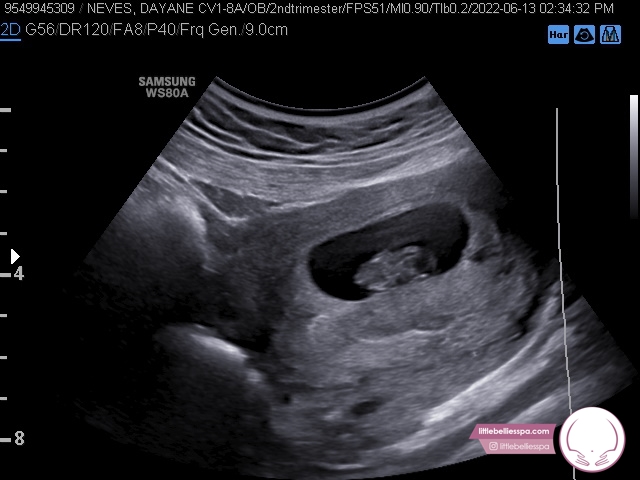 9549945309 / NEVES, DAYANE CV1-8A/OB/2ndtrimester/FPS51/MI0.90/TIb0.2/2022-06-13 02:34:32 PM
2D G56/DR120/FA8/P40/Frq Gen./9.0cm
Har
M
SAMSUNG
WS80A
4
8
littlebelliesspa.com
littlebelliesspa